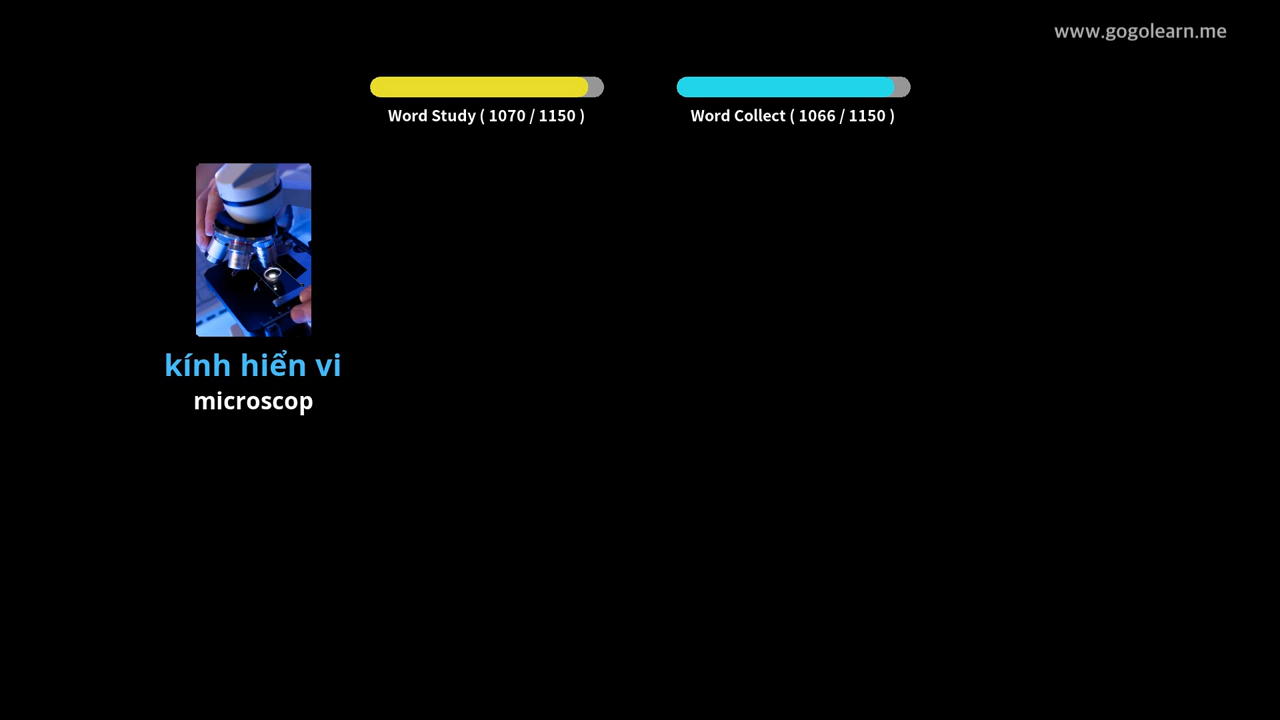 www.gogolearn.me
Word Study ( 1070 / 1150 )
Word Collect ( 1066 / 1150 )
kính hiển vi
microscop